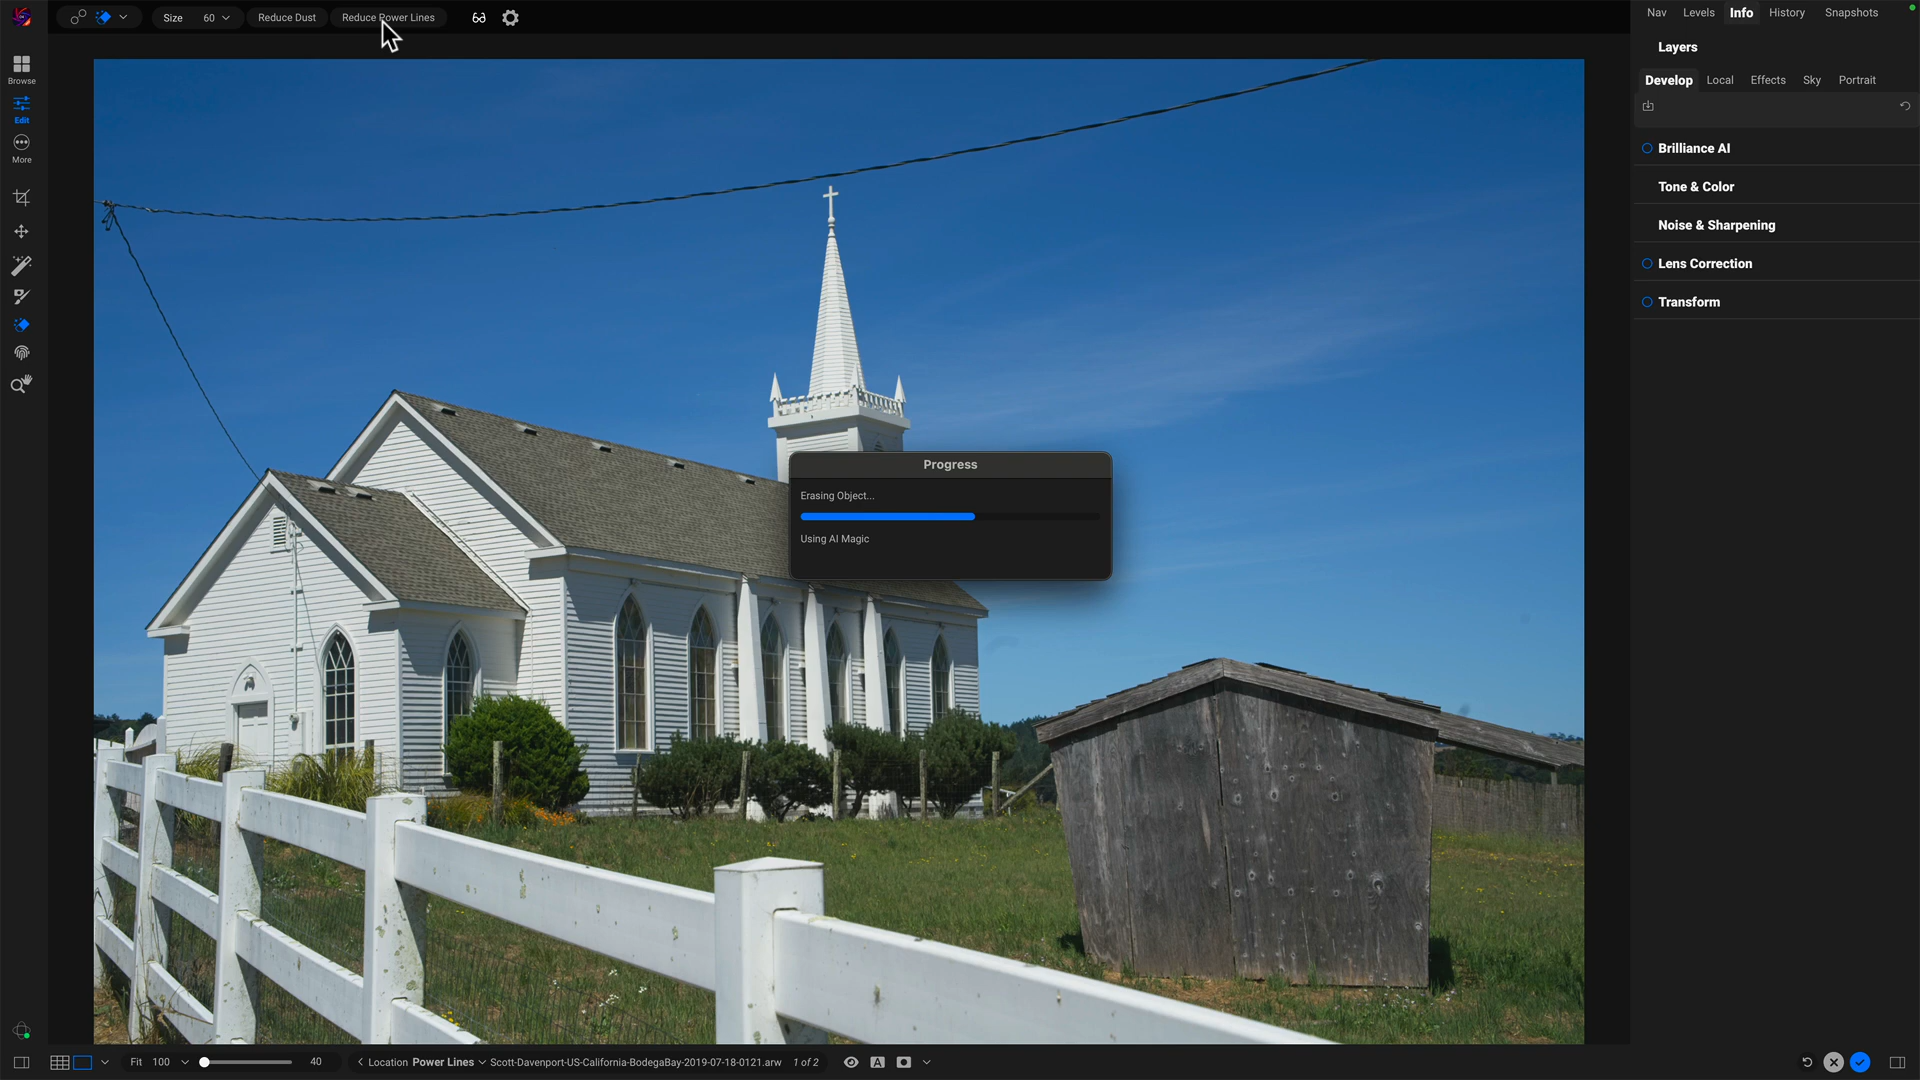 Size 60 Reduce Dust Reduce Power Lines
Nav Levels Info History Snapshots
Layers
Browse
Develop Local Effects Sky Portrait
Edit
More
Brilliance AI
Tone & Color
Noise & Sharpening
Lens Correction
Transform
Progress
Erasing Object...
Using AI Magic
Fit 100 40 Location Power Lines Scott-Davenport-US-California-BodegaBay-2019-07-18-0121.arw 1 of 2 A